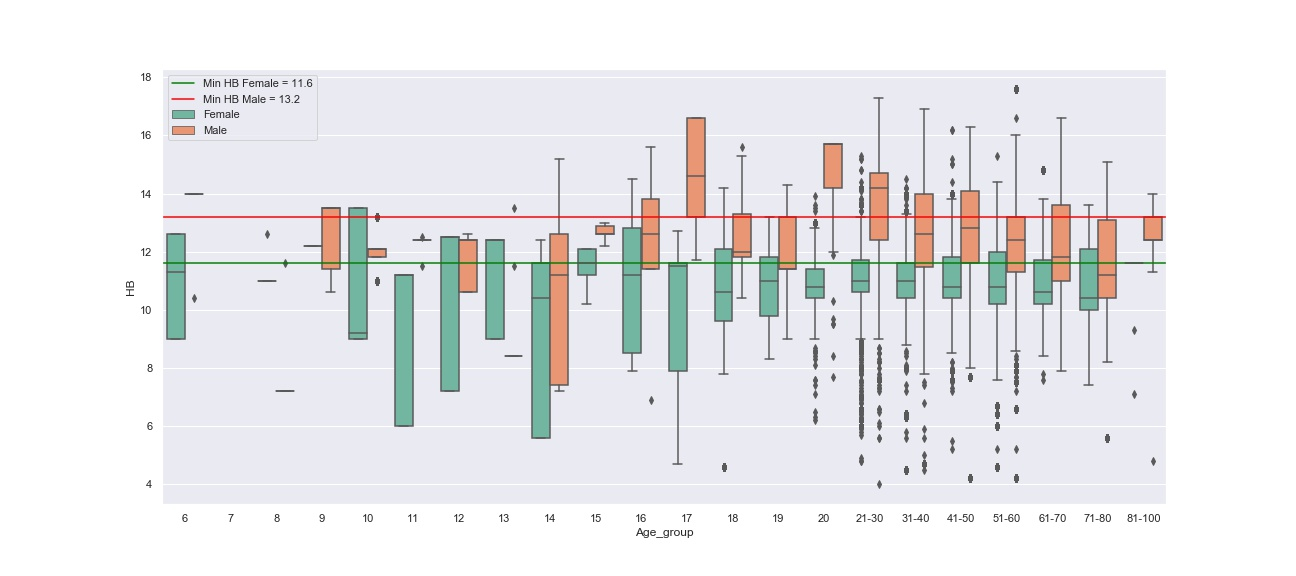 Min HB Female = 11.6
Min HB Male = 13.2
Female
Male
18
16
14
12
10
8
6
4
HB
6 7 8 9 10 11 12 13 14 15 16 17 18 19 20 21-30 31-40 41-50 51-60 61-70 71-80 81-100
Age_group